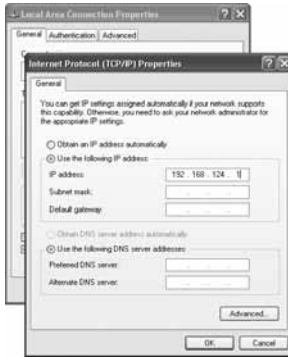 Local Area Connection Properties
General Authentication Advanced
Internet Protocol (TCP/IP) Properties
General
You can get IP settings assigned automatically if your network supports
this capability. Otherwise, you need to ask your network administrator for
the appropriate IP settings.
Obtain an IP address automatically
Use the following IP address:
IP address: 192 . 168 . 124 . 1
Subnet mask:
Default gateway:
Obtain DNS server address automatically
Use the following DNS server addresses:
Preferred DNS server:
Alternate DNS server:
Advanced...
OK Cancel